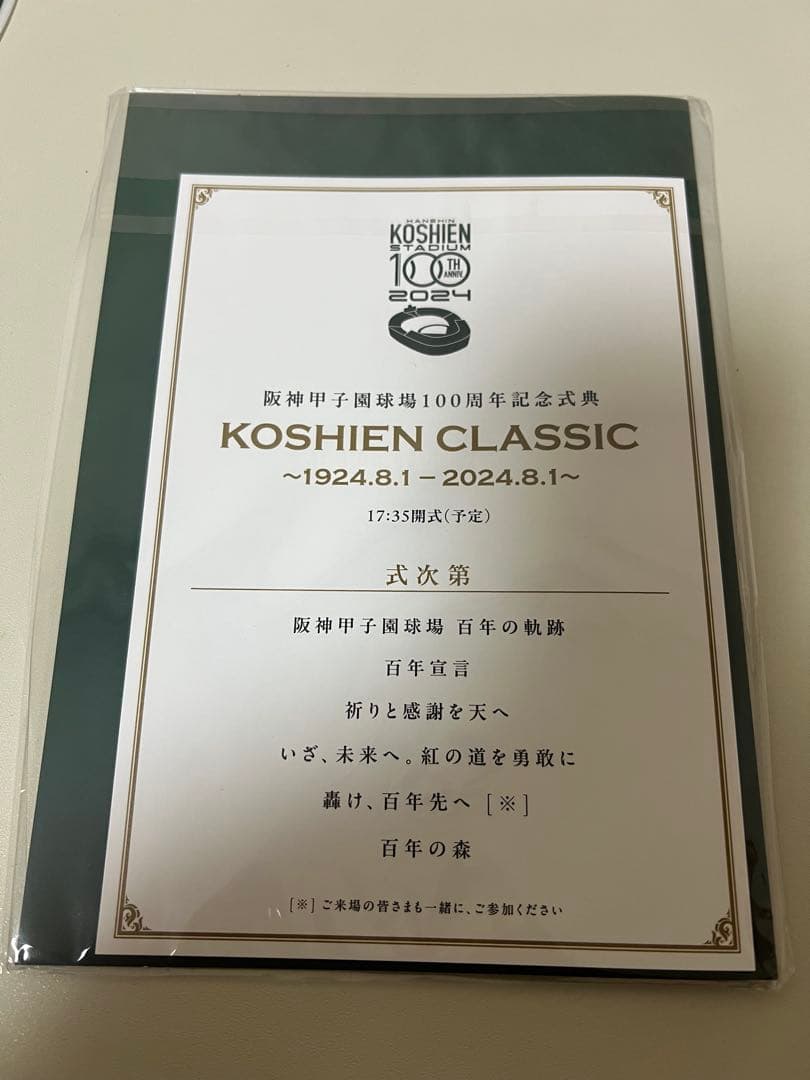 HANSHIN
KOSHIEN
STADIUM
100TH
ANNIV.
2024
阪神甲子園球場100周年記念式典
KOSHIEN CLASSIC
〜1924.8.1 − 2024.8.1〜
17:35開式(予定)
式次第
阪神甲子園球場 百年の軌跡
百年宣言
祈りと感謝を天へ
いざ、未来へ。紅の道を勇敢に
轟け、百年先へ [※]
百年の森
[※] ご来場の皆さまも一緒に、ご参加ください